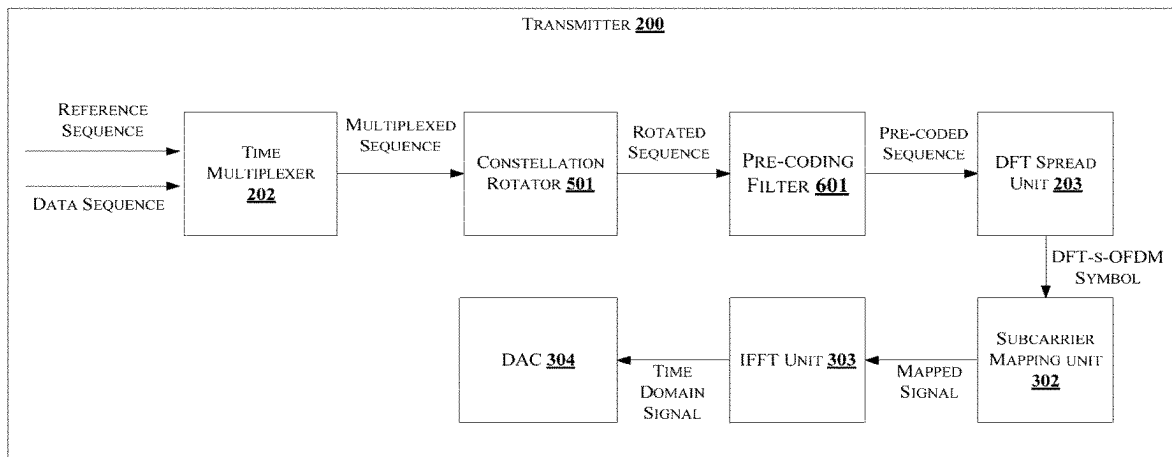 TRANSMITTER 200
REFERENCE
SEQUENCE
DATA SEQUENCE
TIME
MULTIPLEXER
202
MULTIPLEXED
SEQUENCE
CONSTELLATION
ROTATOR 501
ROTATED
SEQUENCE
PRE-CODING
FILTER 601
PRE-CODED
SEQUENCE
DFT SPREAD
UNIT 203
DFT-S-OFDM
SYMBOL
SUBCARRIER
MAPPING UNIT
302
MAPPED
SIGNAL
IFFT UNIT 303
TIME
DOMAIN
SIGNAL
DAC 304